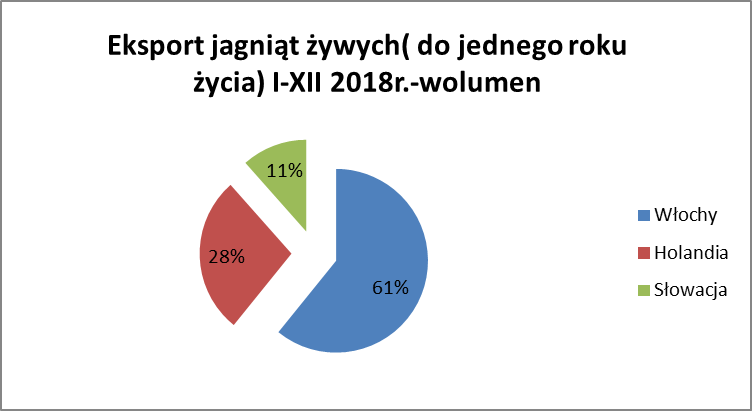 Eksport jagniąt żywych( do jednego roku
życia) I-XII 2018r.-wolumen
11%
28%
61%
Włochy
Holandia
Słowacja